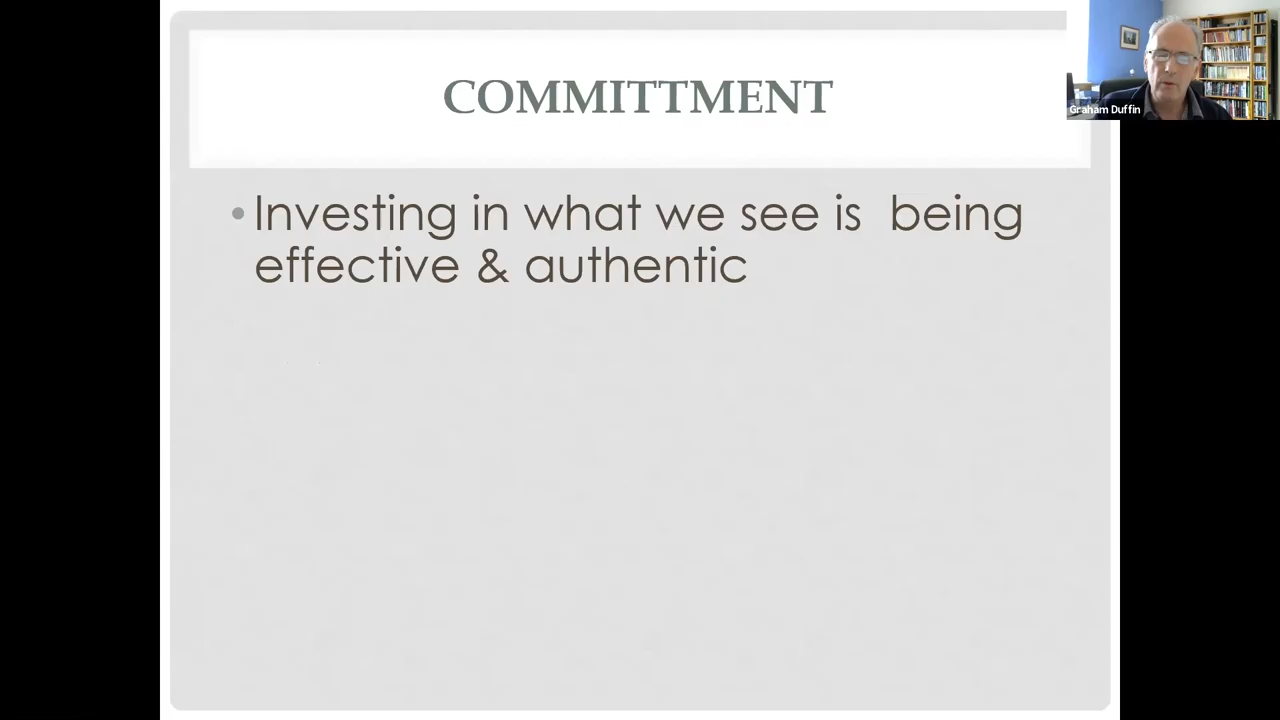 COMMITTMENT
• Investing in what we see is  being
effective & authentic
Graham Duffin